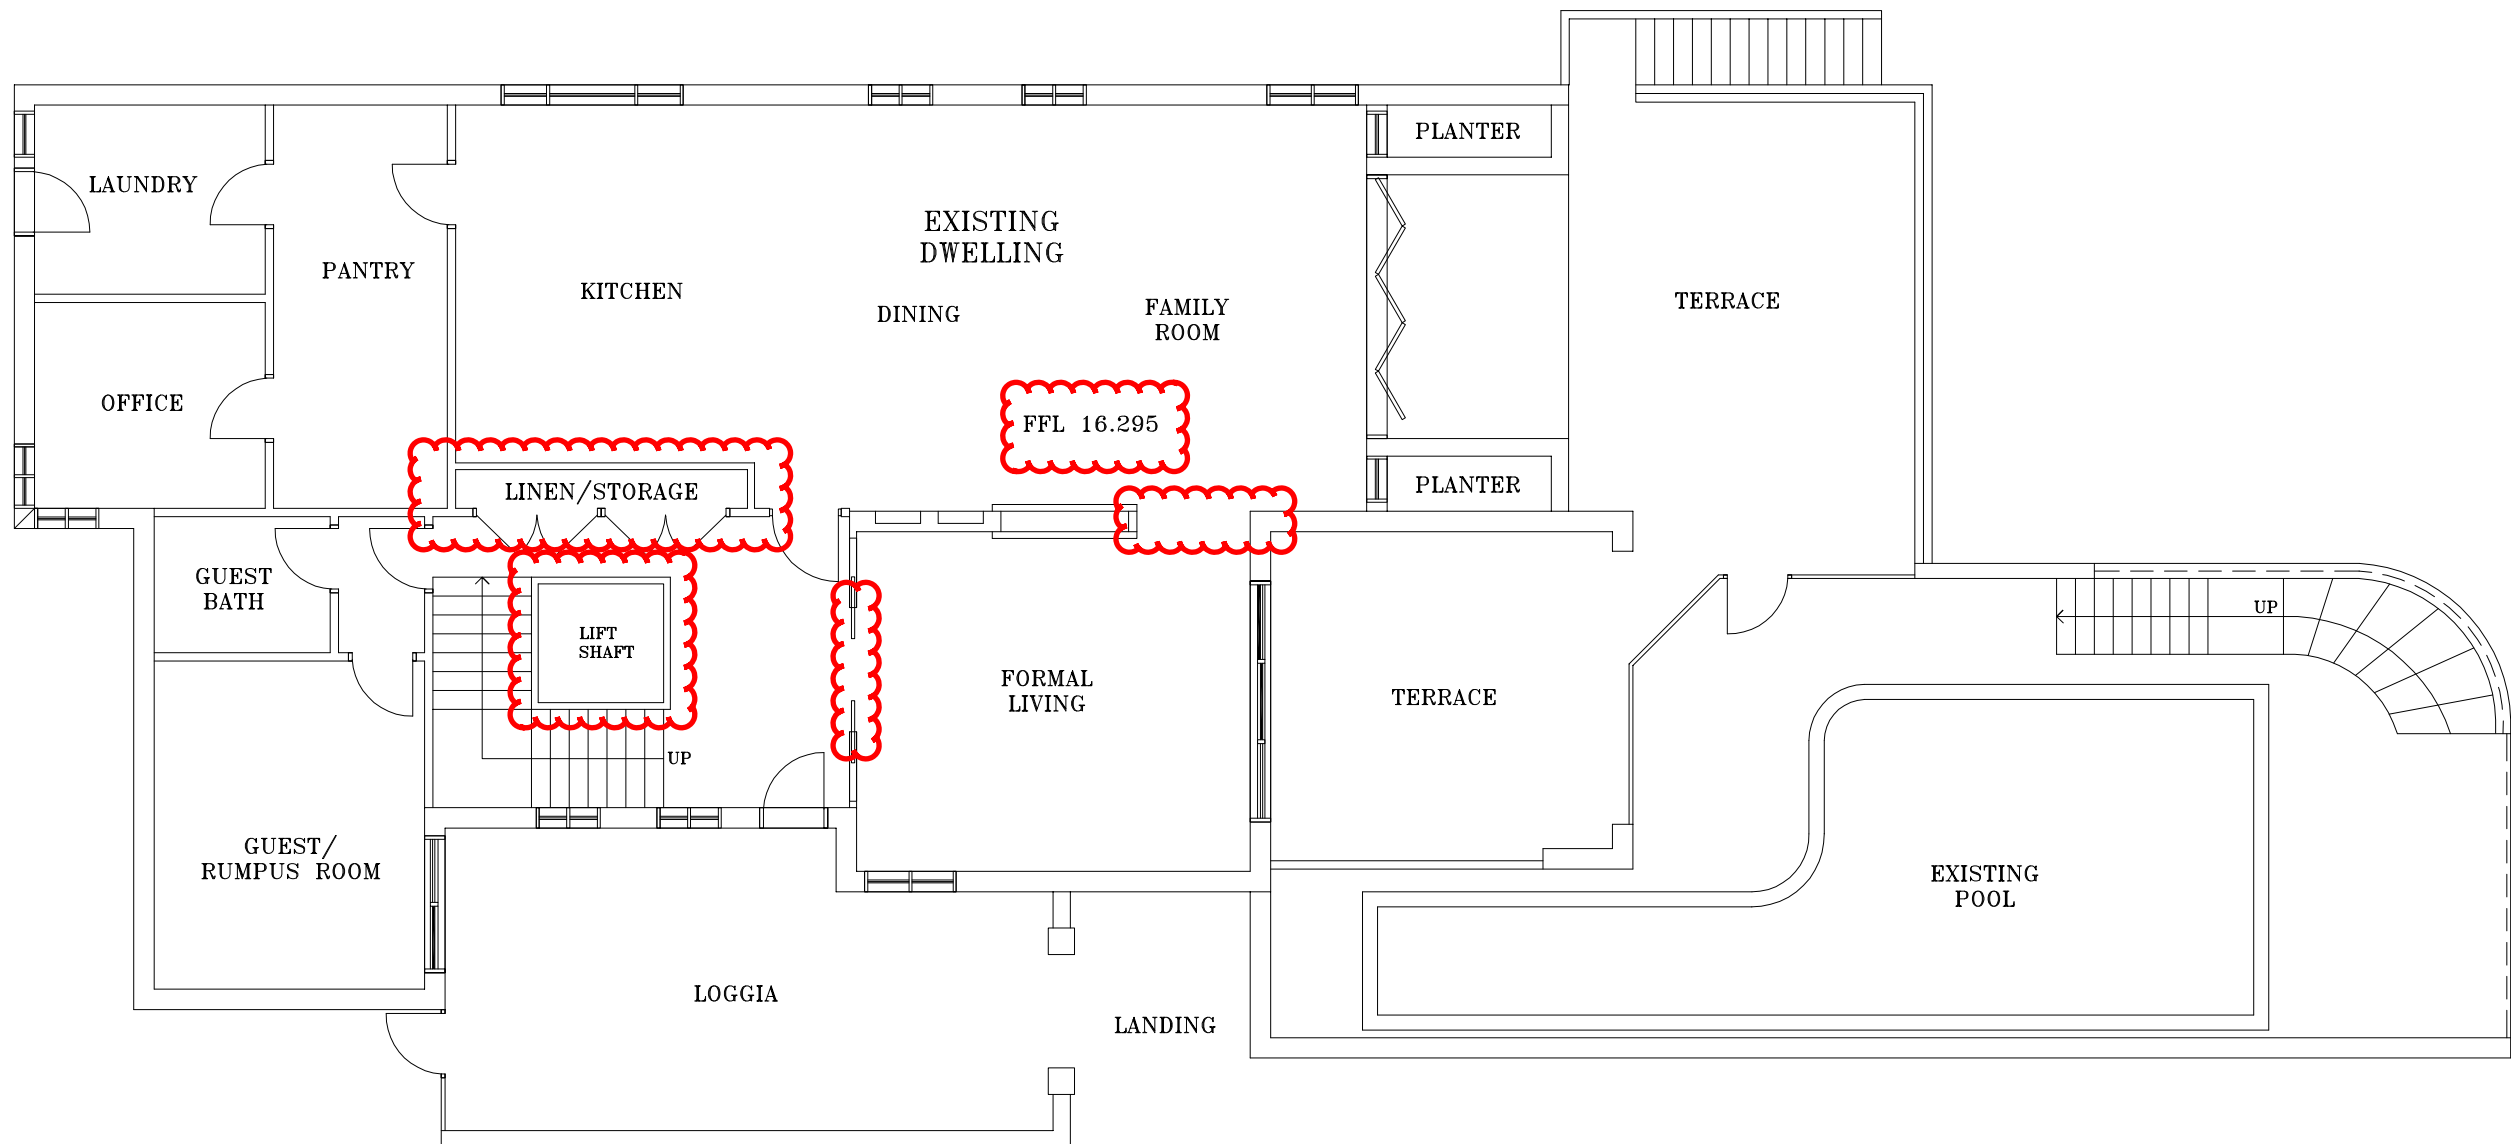 PLANTER
LAUNDRY
EXISTING
DWELLING
PANTRY
KITCHEN
DINING
FAMILY
ROOM
TERRACE
OFFICE
FFL 16.295
LINEN/STORAGE
PLANTER
GUEST
BATH
LIFT
SHAFT
UP
FORMAL
LIVING
TERRACE
UP
GUEST/
RUMPUS ROOM
EXISTING
POOL
LOGGIA
LANDING